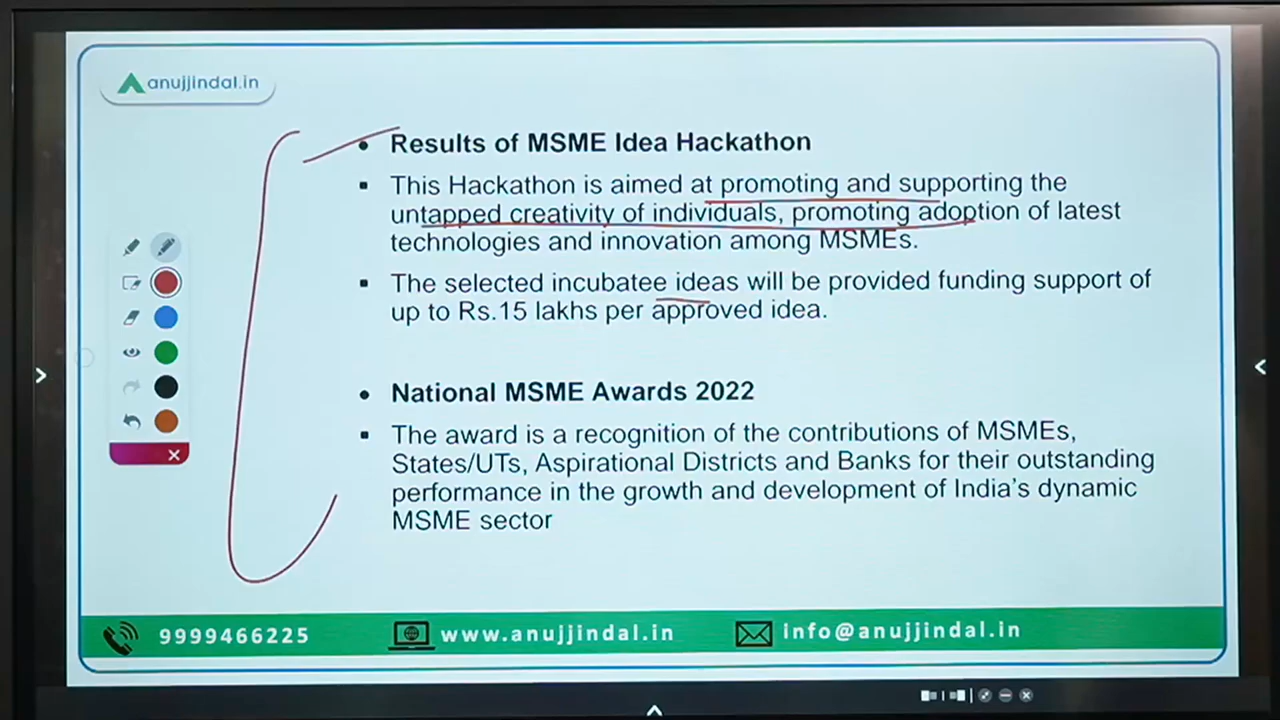 anujjindal.in
• Results of MSME Idea Hackathon
▪ This Hackathon is aimed at promoting and supporting the
untapped creativity of individuals, promoting adoption of latest
technologies and innovation among MSMEs.
▪ The selected incubatee ideas will be provided funding support of
up to Rs.15 lakhs per approved idea.
• National MSME Awards 2022
▪ The award is a recognition of the contributions of MSMEs,
States/UTs, Aspirational Districts and Banks for their outstanding
performance in the growth and development of India's dynamic
MSME sector
9999466225 www.anujjindal.in info@anujjindal.in